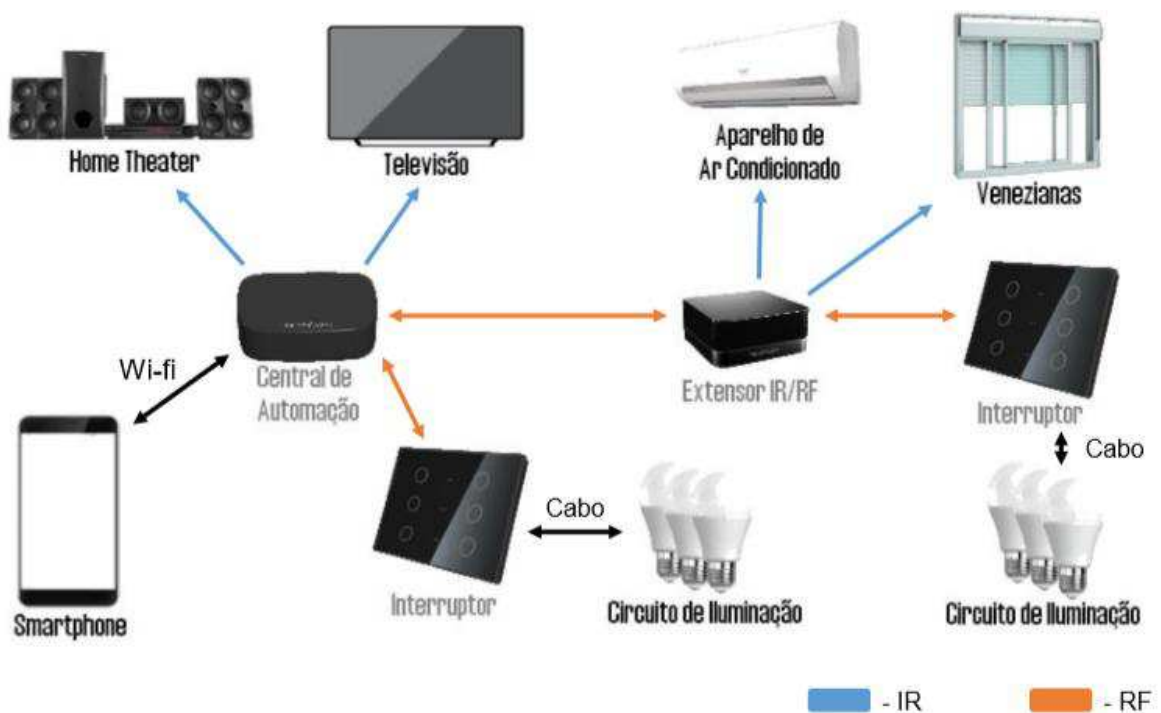 Home Theater
Televisão
Aparelho de
Ar Condicionado
Venezianas
Wi-fi
Central de
Automação
Extensor IR/RF
Interruptor
Cabo
Smartphone
Interruptor
Cabo
Circuito de Iluminação
Circuito de Iluminação
- IR
- RF